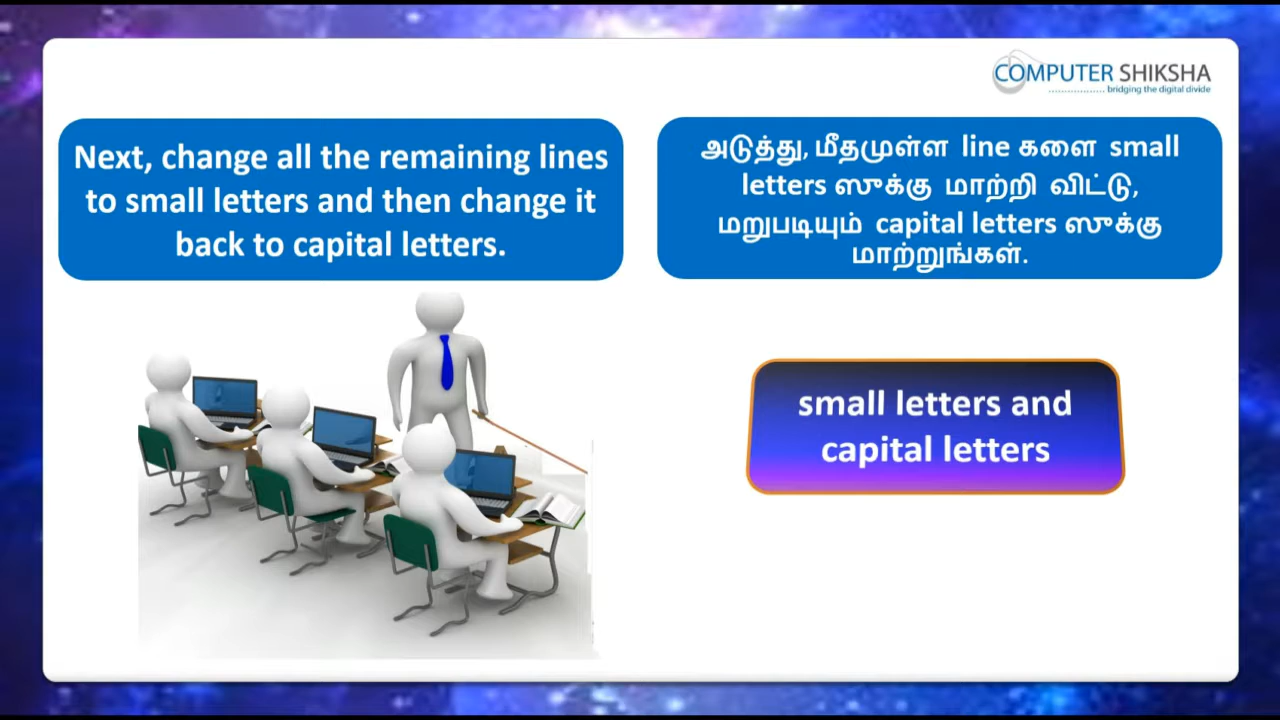 COMPUTER SHIKSHA
bridging the digital divide
Next, change all the remaining lines
to small letters and then change it
back to capital letters.
அடுத்து, மீதமுள்ள line களை small
letters ஸுக்கு மாற்றி விட்டு,
மறுபடியும் capital letters ஸுக்கு
மாற்றுங்கள்.
small letters and
capital letters